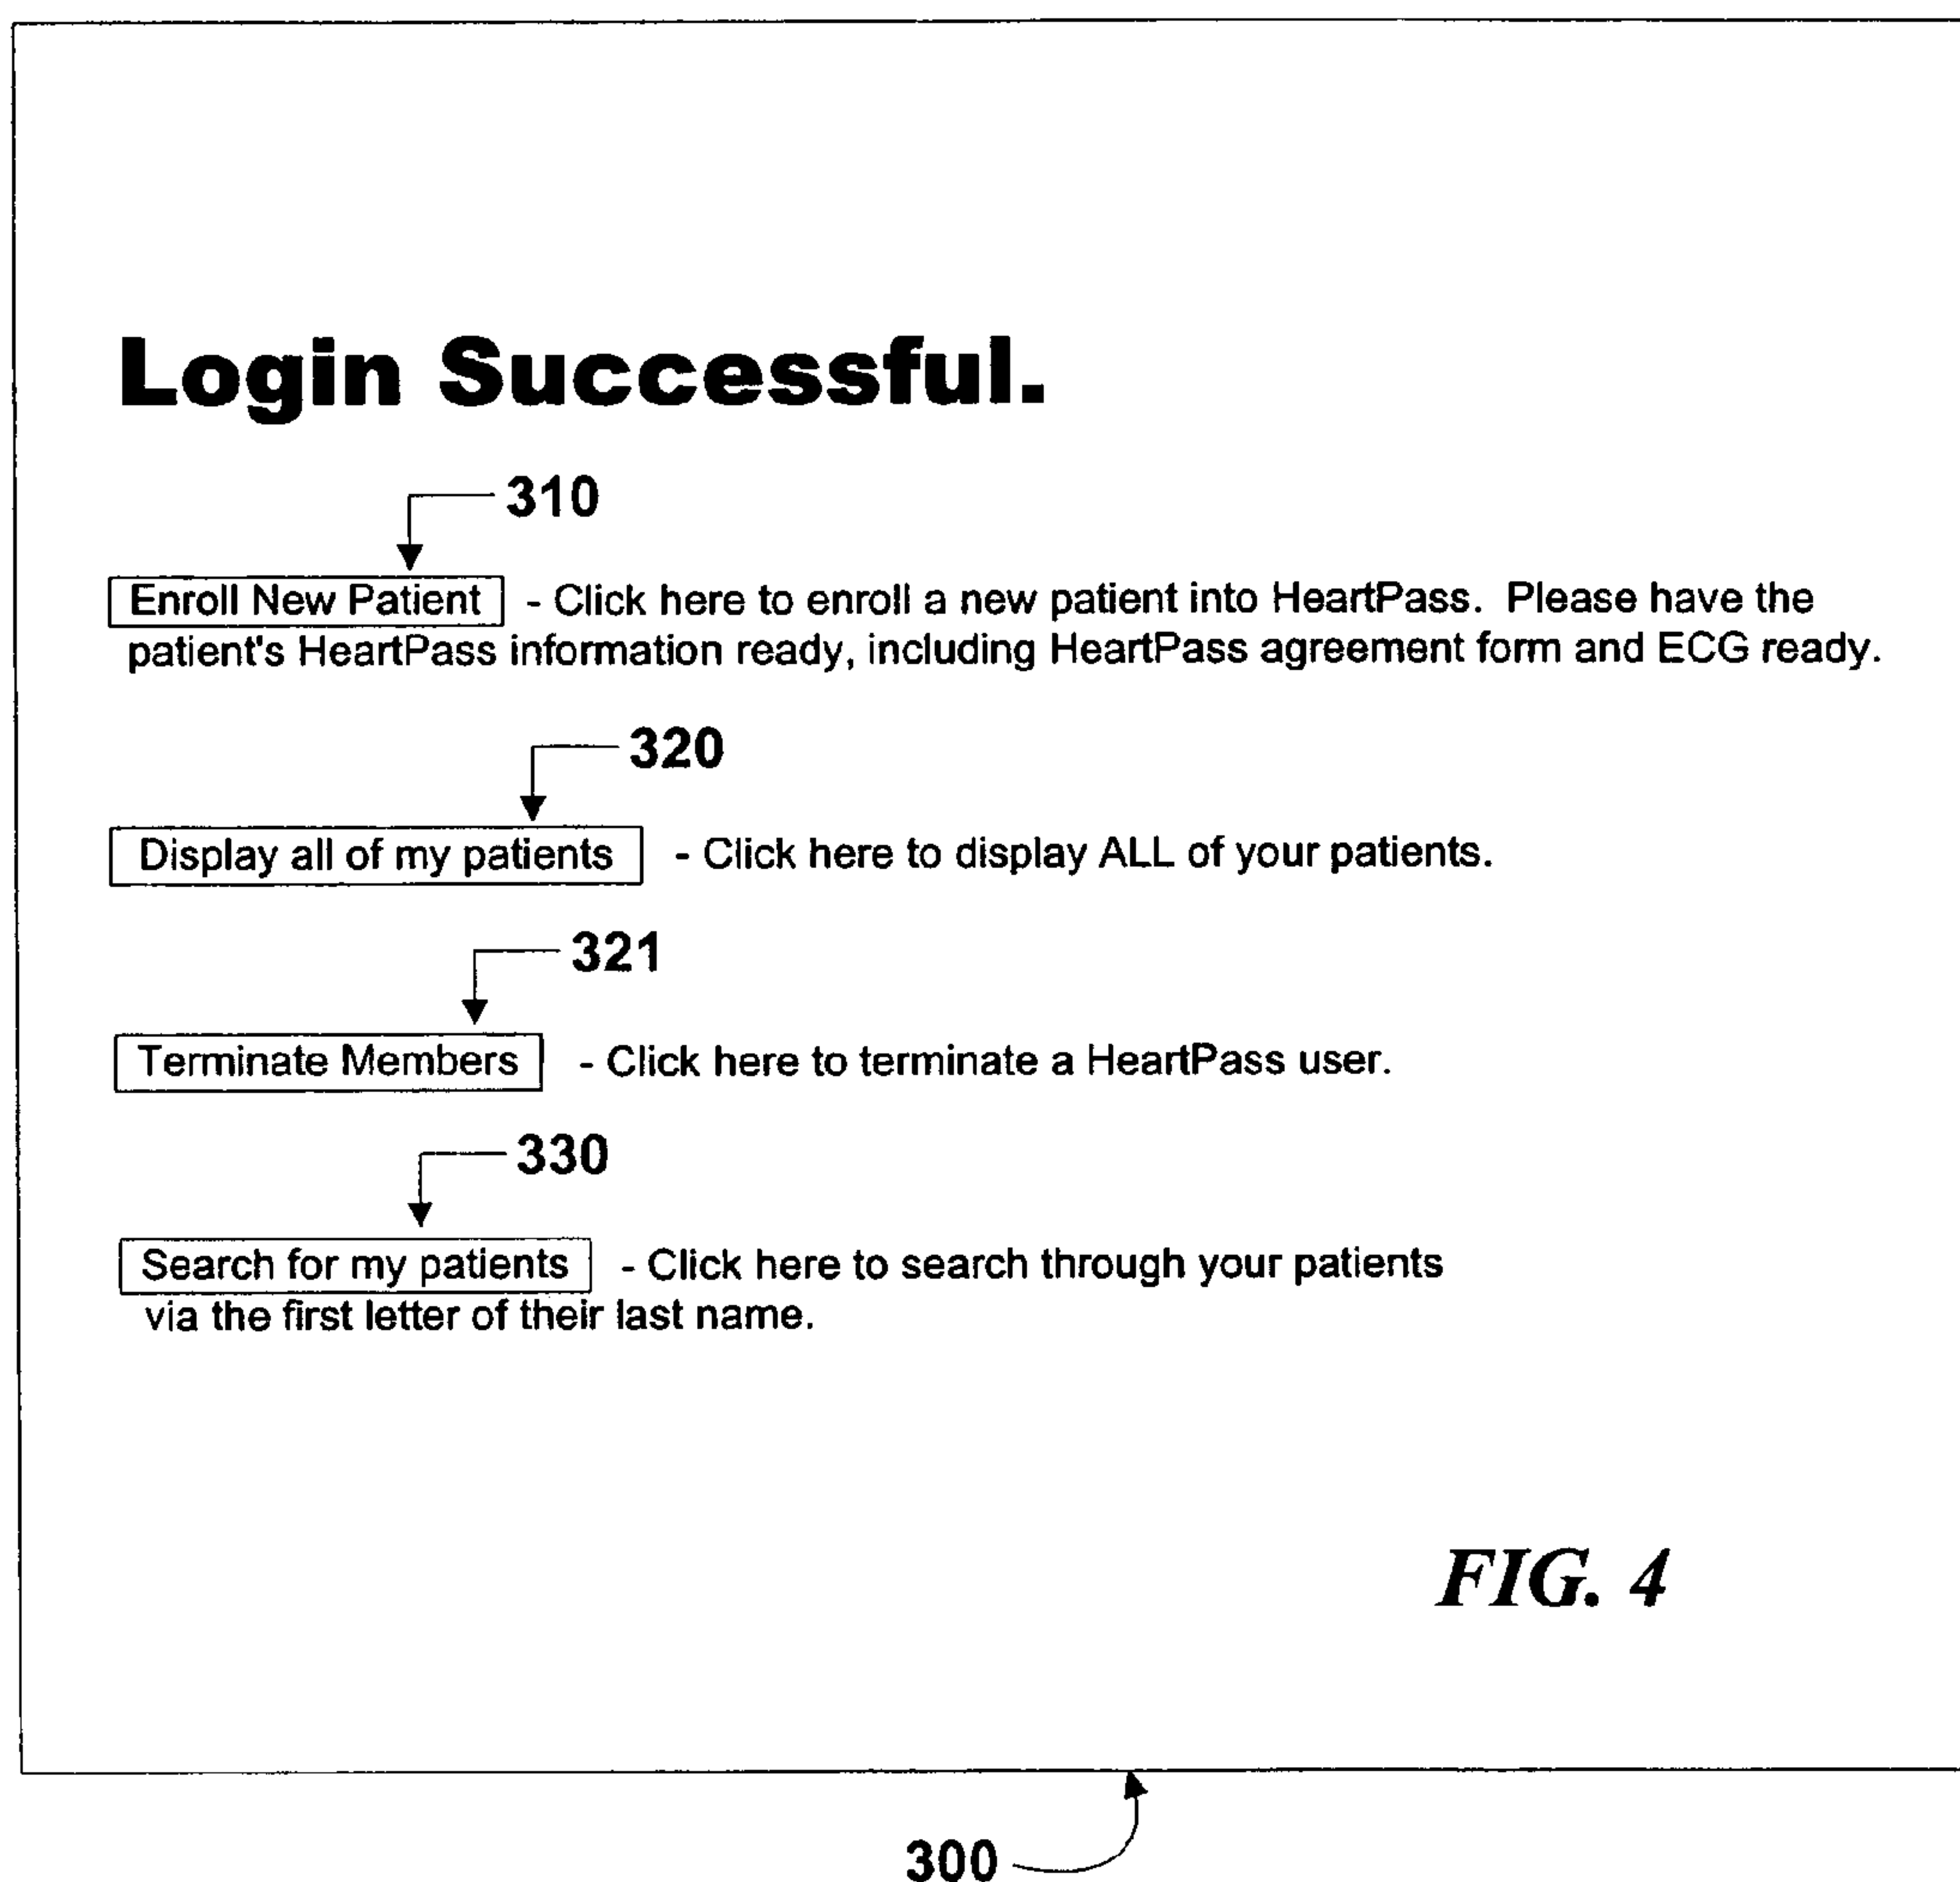 Login Successful.
310
Enroll New Patient - Click here to enroll a new patient into HeartPass. Please have the
patient's HeartPass information ready, including HeartPass agreement form and ECG ready.
320
Display all of my patients - Click here to display ALL of your patients.
321
Terminate Members - Click here to terminate a HeartPass user.
330
Search for my patients - Click here to search through your patients
via the first letter of their last name.
FIG. 4
300